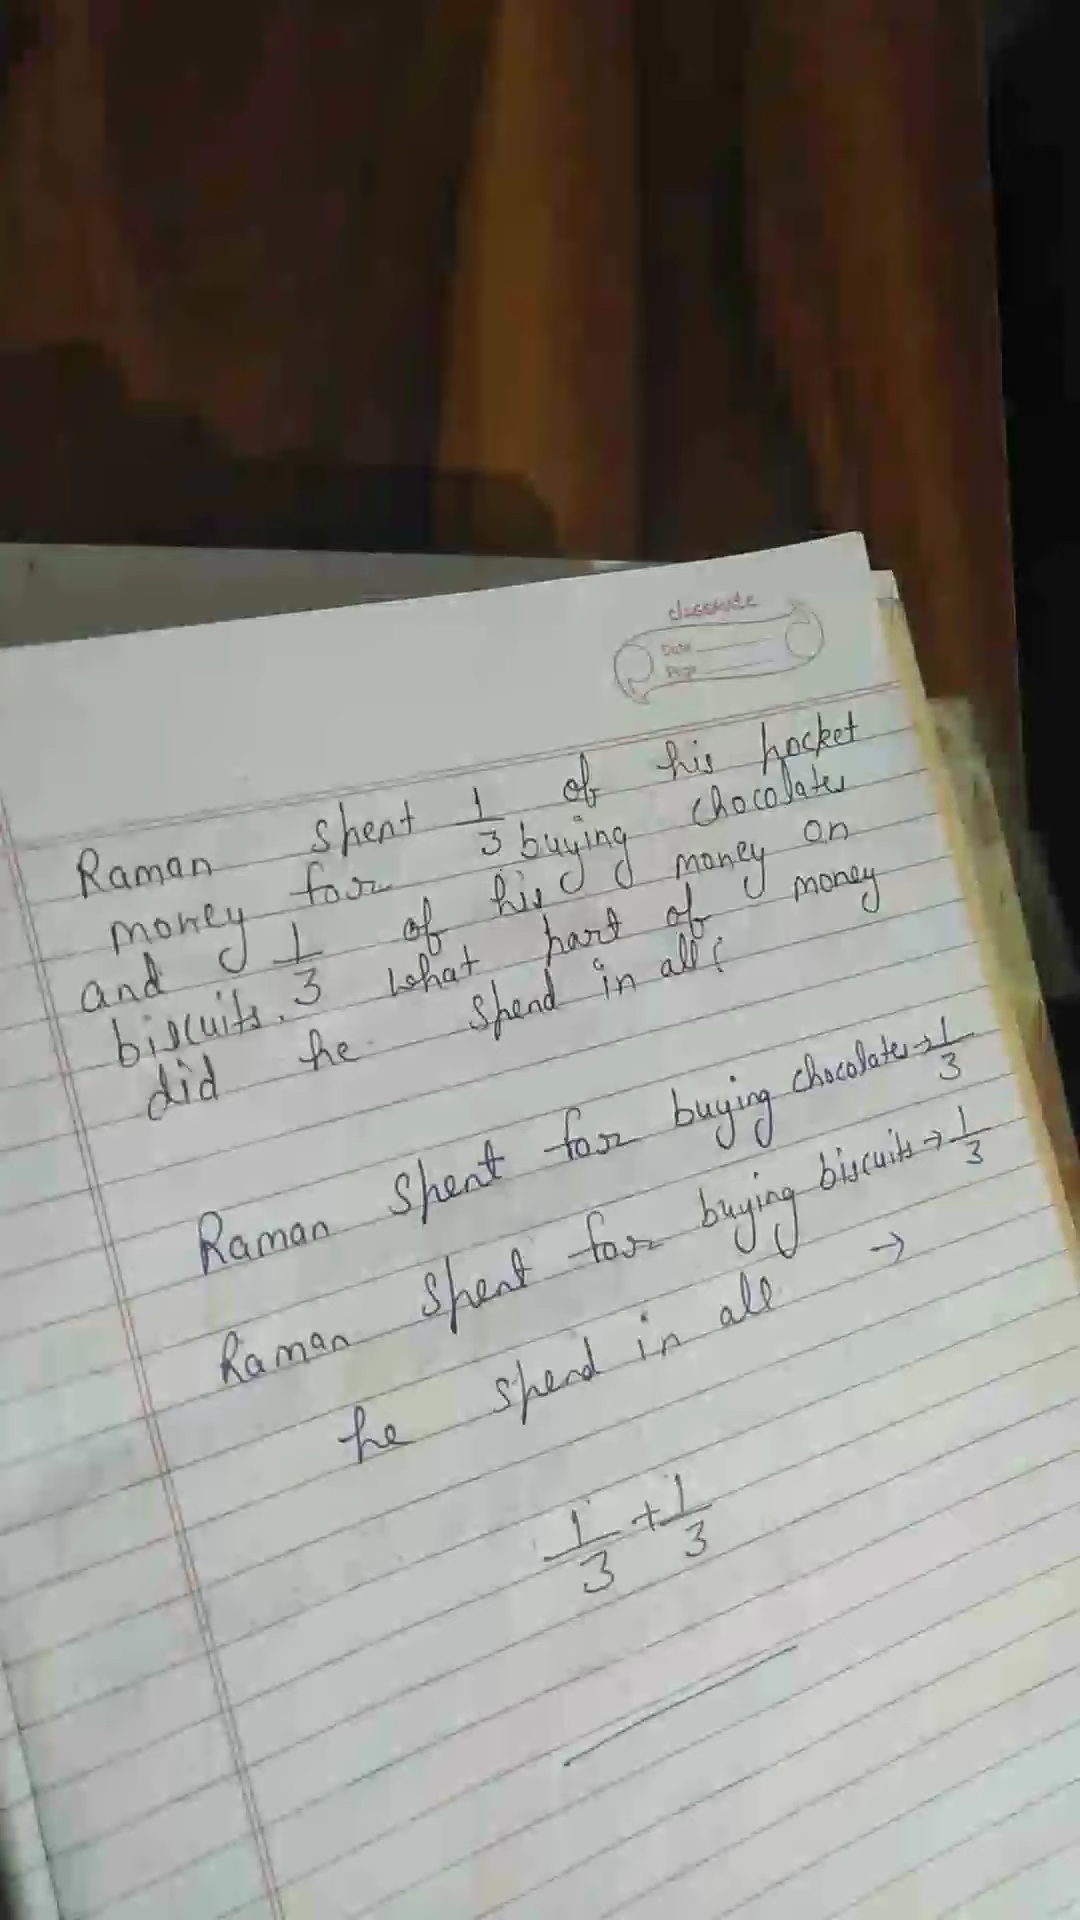 classmate
Date
Page
Raman spent 1/3 of his pocket
money for buying chocolates
and 1/3 of his money on
biscuits. What part of money
did he spend in all?
Raman spent for buying chocolates → 1/3
Raman spent for buying biscuits → 1/3
he spend in all →
1/3 + 1/3